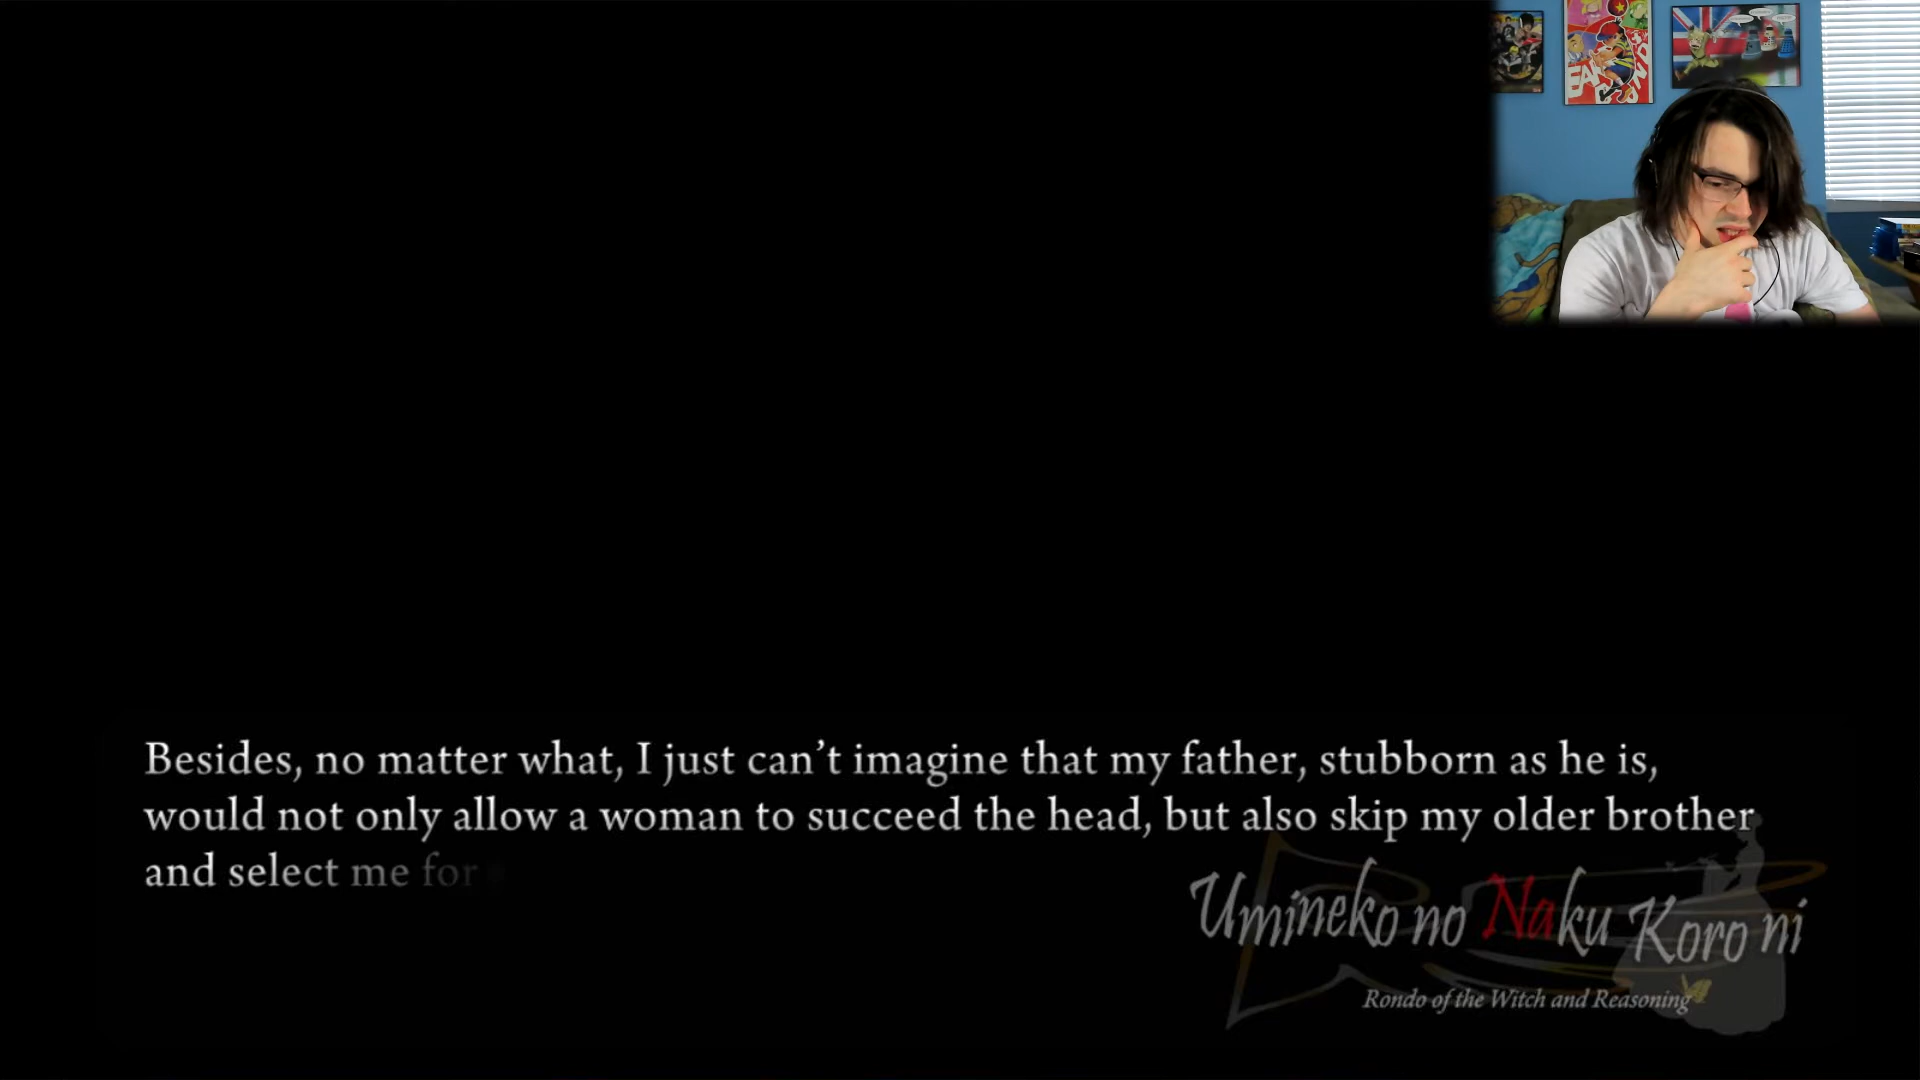 Besides, no matter what, I just can’t imagine that my father, stubborn as he is,
would not only allow a woman to succeed the head, but also skip my older brother
and select me for
Umineko no Naku Koro ni
Rondo of the Witch and Reasoning